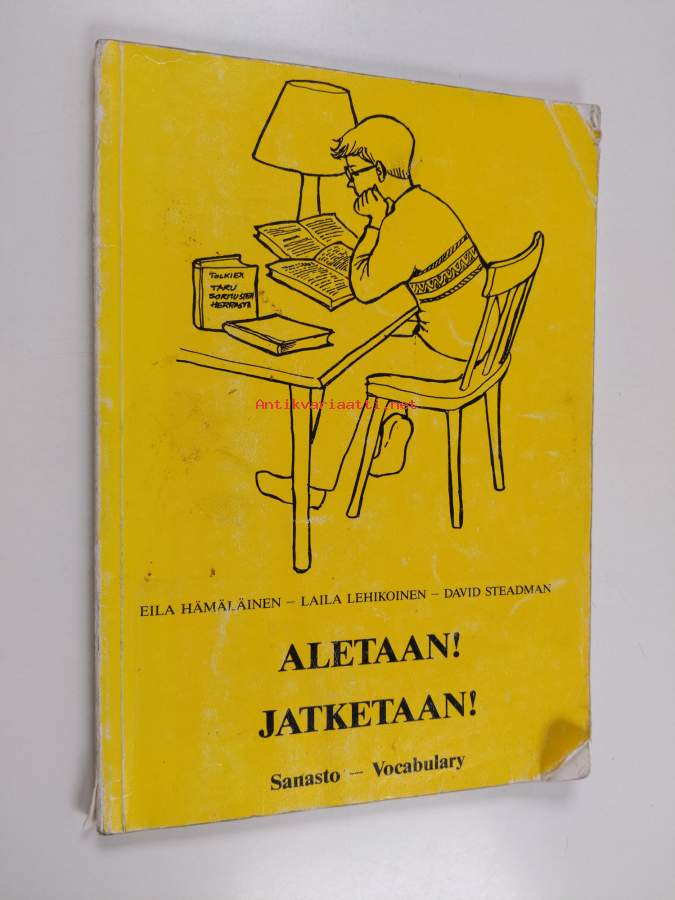 TOLKIEN
TARU
SORMUSTEN
HERRASTA
Antikvariaatti.net
EILA HÄMÄLÄINEN – LAILA LEHIKOINEN – DAVID STEADMAN
ALETAAN!
JATKETAAN!
Sanasto – Vocabulary